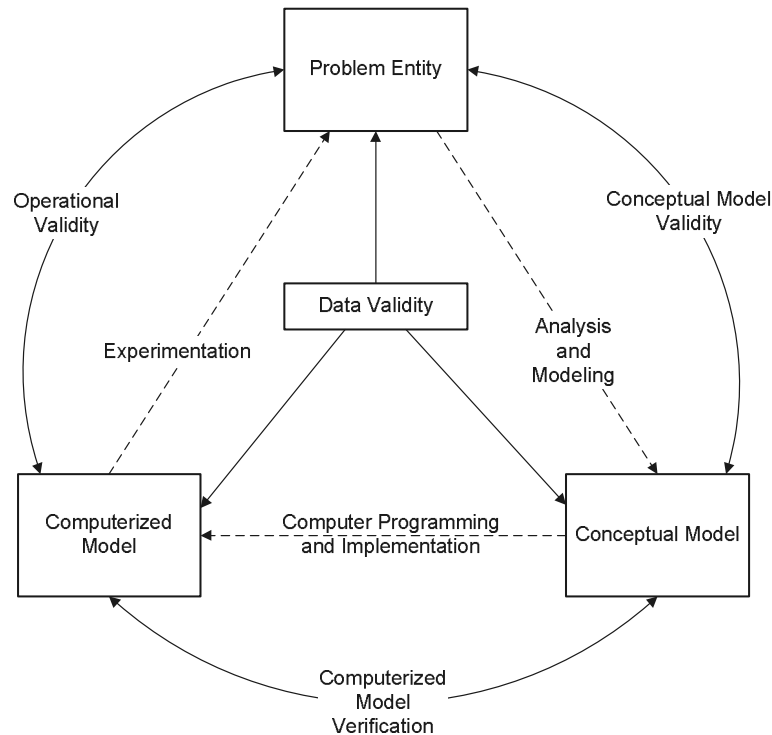 Problem Entity
Operational
Validity
Conceptual Model
Validity
Data Validity
Experimentation
Analysis
and
Modeling
Computerized
Model
Computer Programming
and Implementation
Conceptual Model
Computerized
Model
Verification